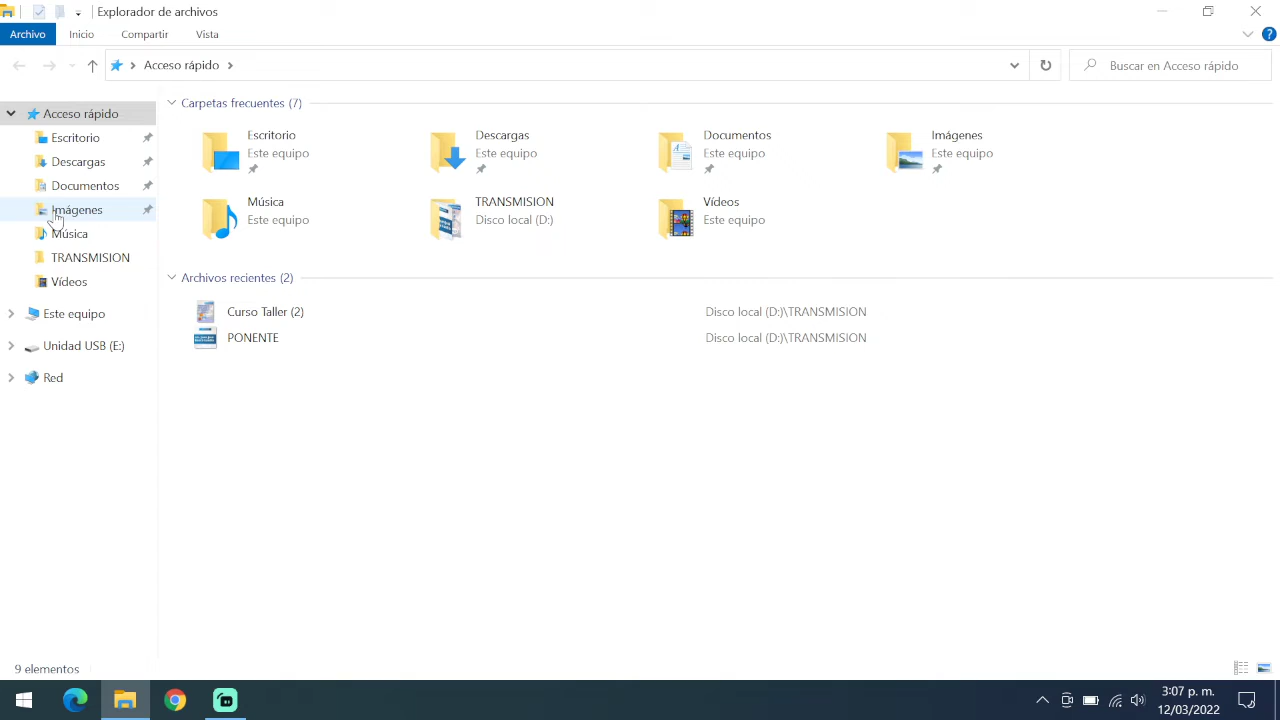 Explorador de archivos
Archivo Inicio Compartir Vista
Acceso rápido
Buscar en Acceso rápido
Acceso rápido
Escritorio
Descargas
Documentos
Imágenes
Música
TRANSMISION
Vídeos
Este equipo
Unidad USB (E:)
Red
Carpetas frecuentes (7)
Escritorio
Este equipo
Descargas
Este equipo
Documentos
Este equipo
Imágenes
Este equipo
Música
Este equipo
TRANSMISION
Disco local (D:)
Vídeos
Este equipo
Archivos recientes (2)
Curso Taller (2) Disco local (D:)\TRANSMISION
PONENTE Disco local (D:)\TRANSMISION
9 elementos
3:07 p. m.
12/03/2022